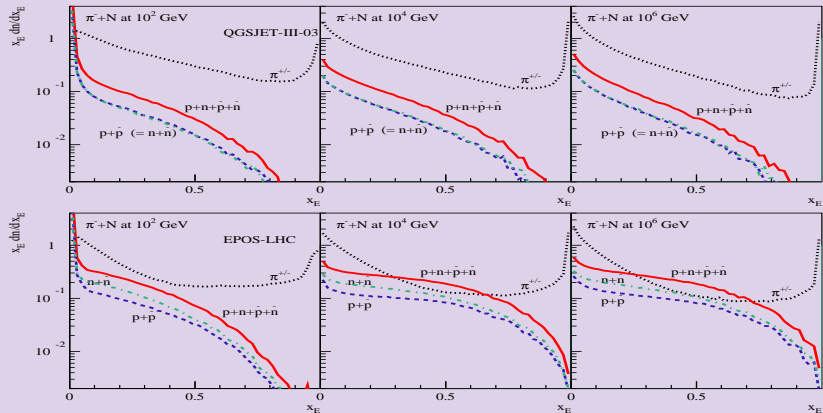 π⁻+N at 10² GeV
QGSJET-III-03
π⁺/⁻
p+n+p̄+n̄
p+p̄ (= n+n̄)
x_E dn/dx_E
1
10⁻¹
10⁻²
0
0.5
x_E
π⁻+N at 10⁴ GeV
π⁺/⁻
p+n+p̄+n̄
p+p̄ (= n+n̄)
0
0.5
x_E
π⁻+N at 10⁶ GeV
π⁺/⁻
p+n+p̄+n̄
p+p̄ (= n+n̄)
0
0.5
x_E
π⁻+N at 10² GeV
EPOS-LHC
π⁺/⁻
n+n̄
p+p̄
p+n+p̄+n̄
x_E dn/dx_E
1
10⁻¹
10⁻²
0
0.5
x_E
π⁻+N at 10⁴ GeV
p+n+p̄+n̄
n+n̄
π⁺/⁻
p+p̄
0
0.5
x_E
π⁻+N at 10⁶ GeV
p+n+p̄+n̄
n+n̄
π⁺/⁻
p+p̄
0
0.5
x_E